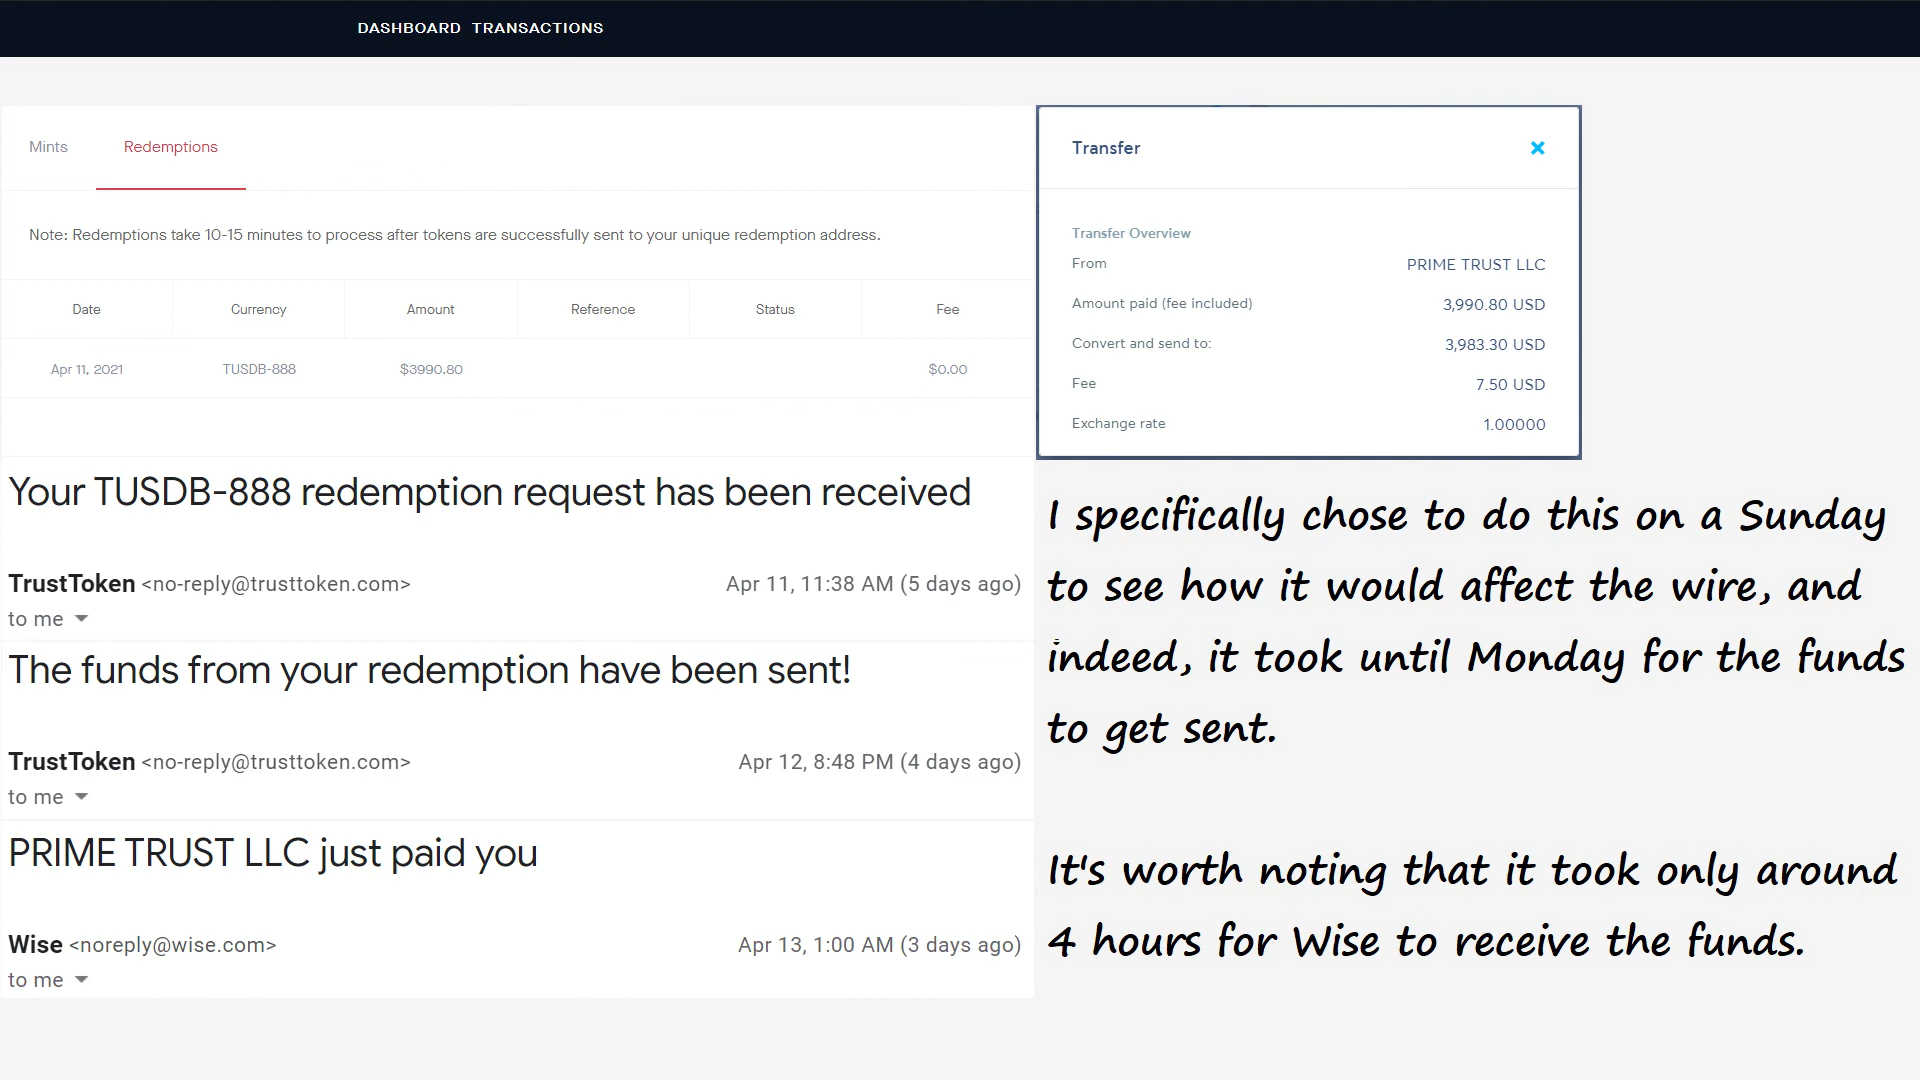 DASHBOARD TRANSACTIONS
Mints Redemptions
Note: Redemptions take 10-15 minutes to process after tokens are successfully sent to your unique redemption address.
Date Currency Amount Reference Status Fee
Apr 11, 2021 TUSDB-888 $3990.80 $0.00
Transfer
Transfer Overview
From PRIME TRUST LLC
Amount paid (fee included) 3,990.80 USD
Convert and send to: 3,983.30 USD
Fee 7.50 USD
Exchange rate 1.00000
Your TUSDB-888 redemption request has been received
TrustToken <no-reply@trusttoken.com> Apr 11, 11:38 AM (5 days ago)
to me
The funds from your redemption have been sent!
TrustToken <no-reply@trusttoken.com> Apr 12, 8:48 PM (4 days ago)
to me
PRIME TRUST LLC just paid you
Wise <noreply@wise.com> Apr 13, 1:00 AM (3 days ago)
to me
I specifically chose to do this on a Sunday
to see how it would affect the wire, and
indeed, it took until Monday for the funds
to get sent.
It's worth noting that it took only around
4 hours for Wise to receive the funds.